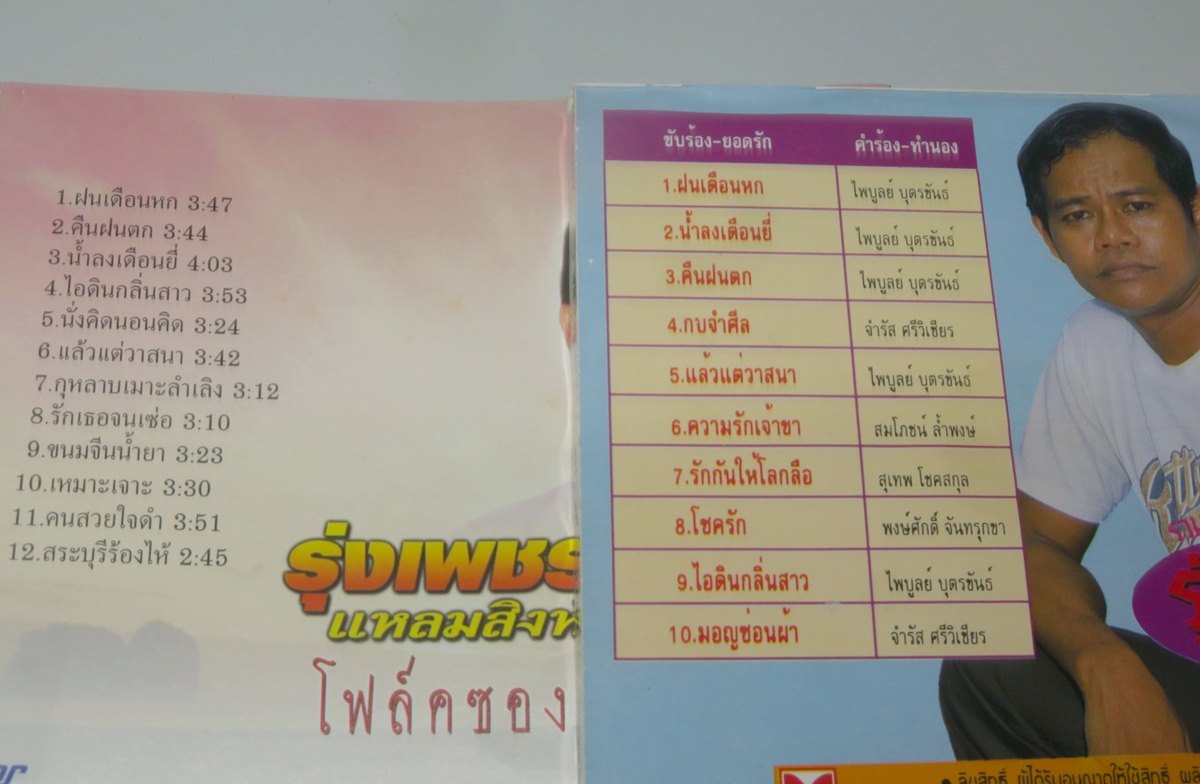 1.ฝนเดือนหก 3:47
2.คืนฝนตก 3:44
3.น้ำลงเดือนยี่ 4:03
4.ไอดินกลิ่นสาว 3:53
5.นั่งคิดนอนคิด 3:24
6.แล้วแต่วาสนา 3:42
7.กุหลาบเมาะลำเลิง 3:12
8.รักเธอจนเซ่อ 3:10
9.ขนมจีนน้ำยา 3:23
10.เหมาะเจาะ 3:30
11.คนสวยใจดำ 3:51
12.สระบุรีร้องไห้ 2:45
รุ่งเพชร
แหลมสิงห
โฟล์คซอง
ขับร้อง-ยอดรัก คำร้อง-ทำนอง
1.ฝนเดือนหก ไพบูลย์ บุตรขันธ์
2.น้ำลงเดือนยี่ ไพบูลย์ บุตรขันธ์
3.คืนฝนตก ไพบูลย์ บุตรขันธ์
4.กบจำศีล จำรัส ศรีวิเชียร
5.แล้วแต่วาสนา ไพบูลย์ บุตรขันธ์
6.ความรักเจ้าขา สมโภชน์ ล้ำพงษ์
7.รักกันให้โลกลือ สุเทพ โชคสกุล
8.โชครัก พงษ์ศักดิ์ จันทรุกขา
9.ไอดินกลิ่นสาว ไพบูลย์ บุตรขันธ์
10.มอญซ่อนผ้า จำรัส ศรีวิเชียร